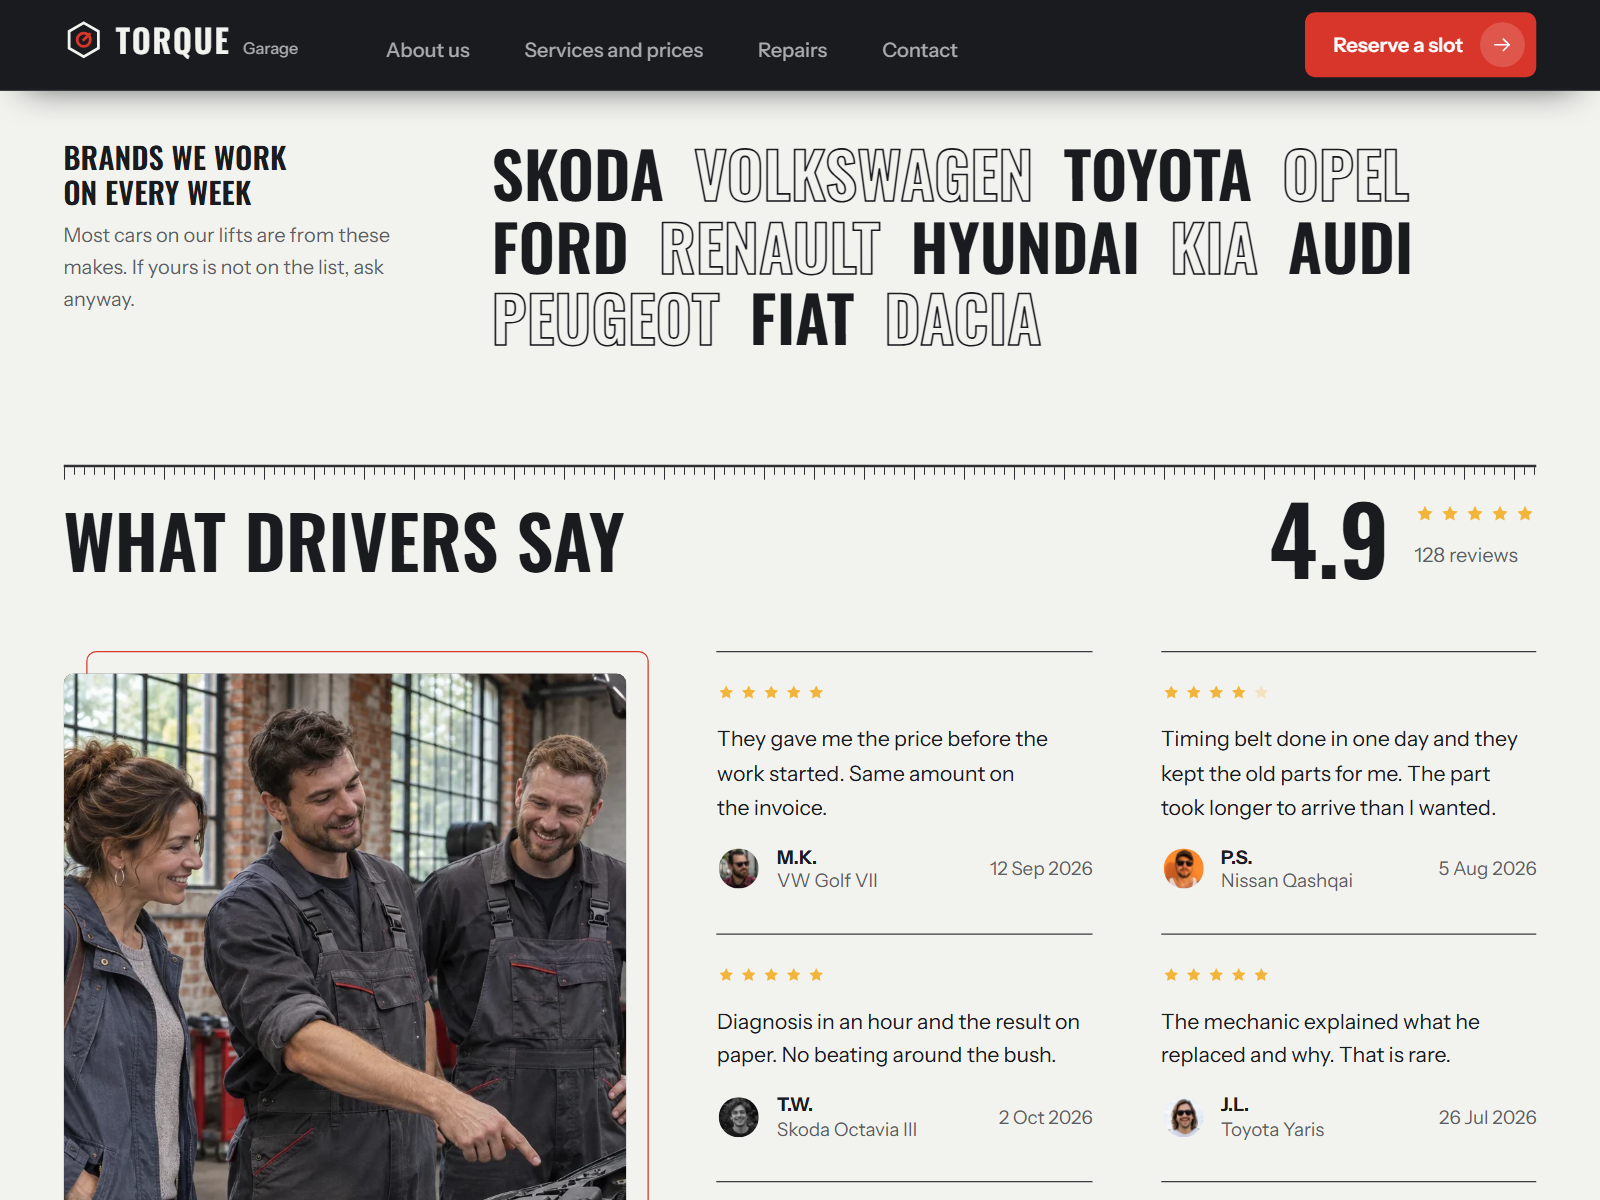 TORQUE Garage
About us
Services and prices
Repairs
Contact
Reserve a slot
BRANDS WE WORK
ON EVERY WEEK
Most cars on our lifts are from these
makes. If yours is not on the list, ask
anyway.
SKODA VOLKSWAGEN TOYOTA OPEL
FORD RENAULT HYUNDAI KIA AUDI
PEUGEOT FIAT DACIA
WHAT DRIVERS SAY
4.9
128 reviews
They gave me the price before the
work started. Same amount on
the invoice.
M.K.
VW Golf VII
12 Sep 2026
Timing belt done in one day and they
kept the old parts for me. The part
took longer to arrive than I wanted.
P.S.
Nissan Qashqai
5 Aug 2026
Diagnosis in an hour and the result on
paper. No beating around the bush.
T.W.
Skoda Octavia III
2 Oct 2026
The mechanic explained what he
replaced and why. That is rare.
J.L.
Toyota Yaris
26 Jul 2026